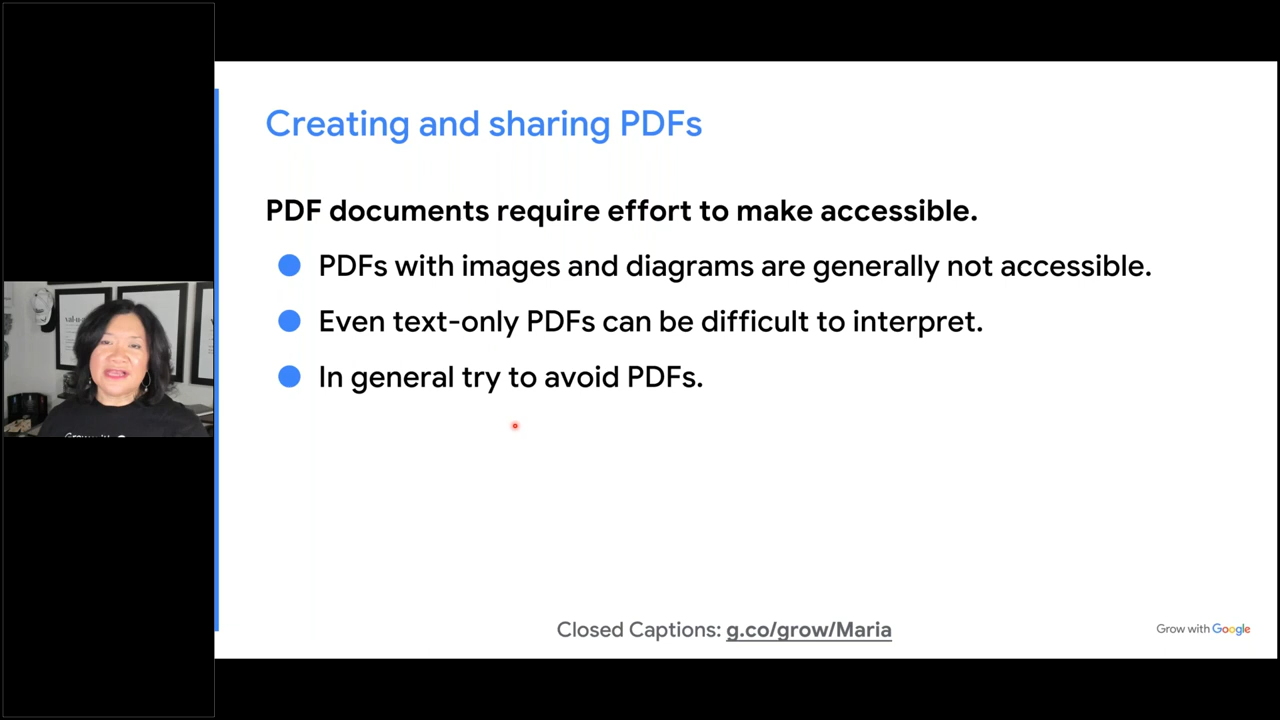 Creating and sharing PDFs
PDF documents require effort to make accessible.
PDFs with images and diagrams are generally not accessible.
Even text-only PDFs can be difficult to interpret.
In general try to avoid PDFs.
Closed Captions: g.co/grow/Maria
Grow with Google